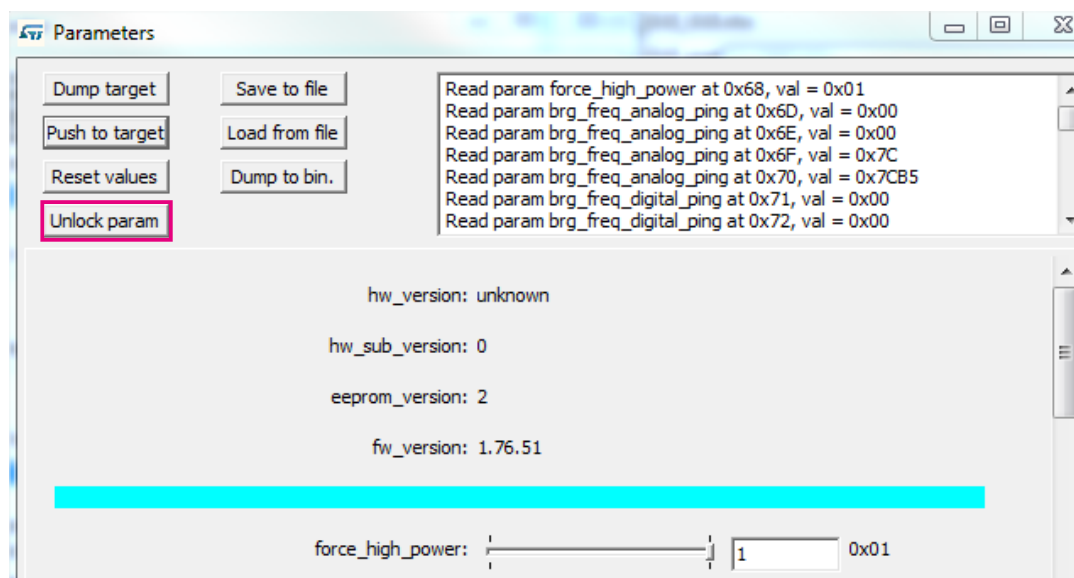 Parameters
Dump target
Save to file
Push to target
Load from file
Reset values
Dump to bin.
Unlock param
Read param force_high_power at 0x68, val = 0x01
Read param brg_freq_analog_ping at 0x6D, val = 0x00
Read param brg_freq_analog_ping at 0x6E, val = 0x00
Read param brg_freq_analog_ping at 0x6F, val = 0x7C
Read param brg_freq_analog_ping at 0x70, val = 0x7CB5
Read param brg_freq_digital_ping at 0x71, val = 0x00
Read param brg_freq_digital_ping at 0x72, val = 0x00
hw_version: unknown
hw_sub_version: 0
eeprom_version: 2
fw_version: 1.76.51
force_high_power: 1 0x01